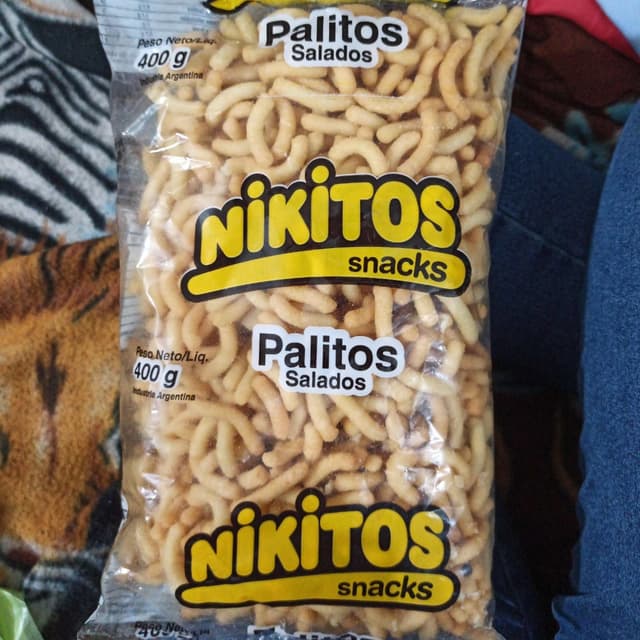 Palitos
Salados
Peso Neto/Liq.
400 g
Industria Argentina
NiKiTOS
snacks
Palitos
Salados
Peso Neto/Liq.
400 g
Industria Argentina
NiKiTOS
snacks
Peso